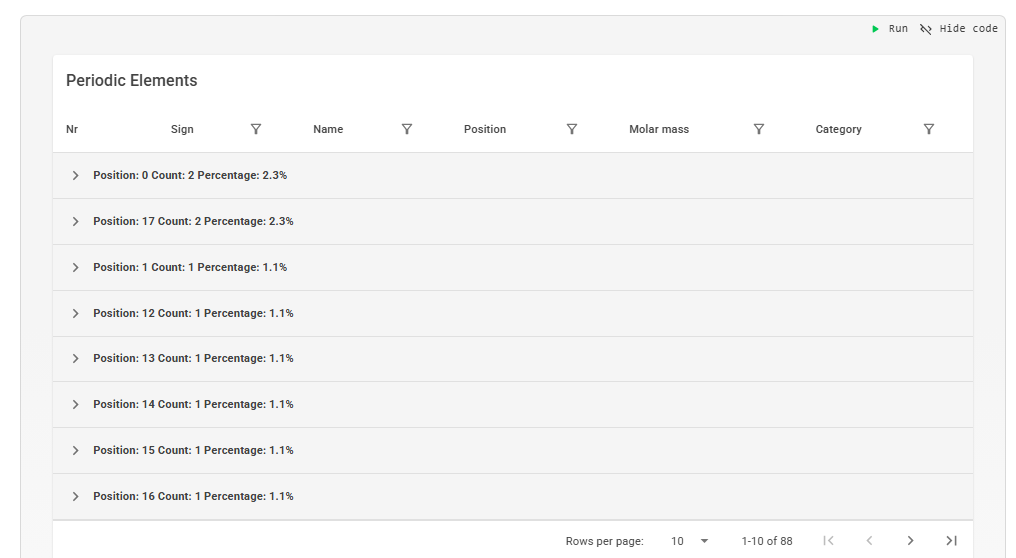 Run Hide code
Periodic Elements
Nr Sign Name Position Molar mass Category
Position: 0 Count: 2 Percentage: 2.3%
Position: 17 Count: 2 Percentage: 2.3%
Position: 1 Count: 1 Percentage: 1.1%
Position: 12 Count: 1 Percentage: 1.1%
Position: 13 Count: 1 Percentage: 1.1%
Position: 14 Count: 1 Percentage: 1.1%
Position: 15 Count: 1 Percentage: 1.1%
Position: 16 Count: 1 Percentage: 1.1%
Rows per page: 10 1-10 of 88